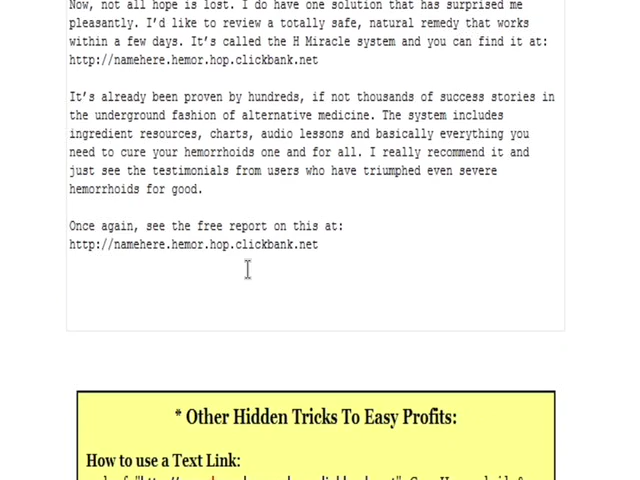 Now, not all hope is lost. I do have one solution that has surprised me
pleasantly. I'd like to review a totally safe, natural remedy that works
within a few days. It's called the H Miracle system and you can find it at:
http://namehere.hemor.hop.clickbank.net
It's already been proven by hundreds, if not thousands of success stories in
the underground fashion of alternative medicine. The system includes
ingredient resources, charts, audio lessons and basically everything you
need to cure your hemorrhoids one and for all. I really recommend it and
just see the testimonials from users who have triumphed even severe
hemorrhoids for good.
Once again, see the free report on this at:
http://namehere.hemor.hop.clickbank.net
* Other Hidden Tricks To Easy Profits:
How to use a Text Link: